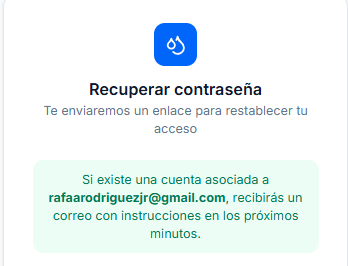 Recuperar contraseña
Te enviaremos un enlace para restablecer tu
acceso
Si existe una cuenta asociada a
rafaarodriguezjr@gmail.com, recibirás un
correo con instrucciones en los próximos
minutos.